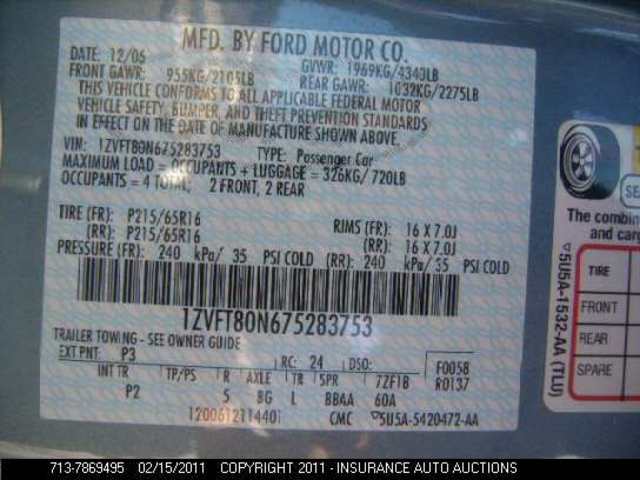 MFD. BY FORD MOTOR CO.
DATE: 12/06 GVWR: 1969KG/4340LB
FRONT GAWR: 955KG/2105LB REAR GAWR: 1032KG/2275LB
THIS VEHICLE CONFORMS TO ALL APPLICABLE FEDERAL MOTOR
VEHICLE SAFETY, BUMPER, AND THEFT PREVENTION STANDARDS
IN EFFECT ON THE DATE OF MANUFACTURE SHOWN ABOVE.
VIN: 1ZVFT80N675283753 TYPE: Passenger Car
MAXIMUM LOAD = OCCUPANTS + LUGGAGE = 326KG/ 720LB
OCCUPANTS = 4 TOTAL; 2 FRONT, 2 REAR
TIRE (FR): P215/65R16 RIMS (FR): 16 X 7.0J
(RR): P215/65R16 (RR): 16 X 7.0J
PRESSURE (FR): 240 kPa/ 35 PSI COLD (RR): 240 kPa/ 35 PSI COLD
1ZVFT80N675283753
TRAILER TOWING - SEE OWNER GUIDE
EXT PNT: P3 RC: 24 DSO: F0058
INT TR TP/PS R AXLE TR SPR 7ZF1B R0137
P2 5 BG L BBAA 60A
1200612114401 CMC 5U5A-5420472-AA
SE
The combin
and carg
TIRE
FRONT
REAR
SPARE
5U5A-1532-AA (TLU)
713-7869495 02/15/2011 COPYRIGHT 2011 - INSURANCE AUTO AUCTIONS